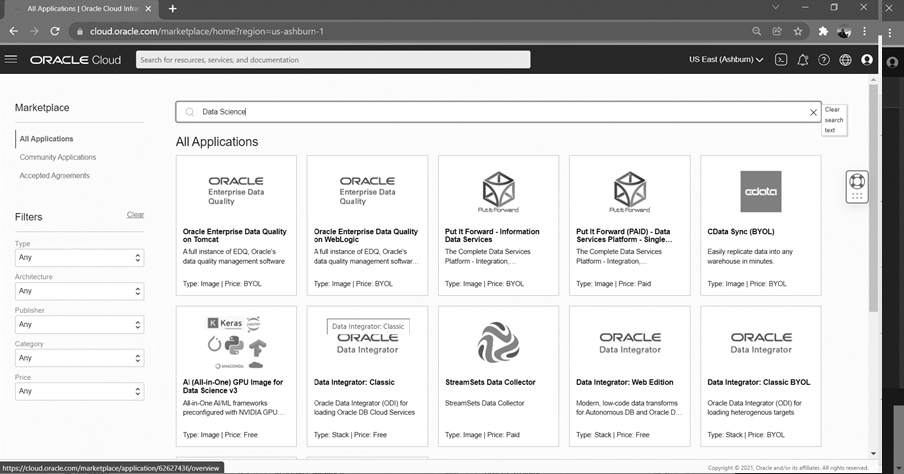 All Applications | Oracle Cloud Infra
cloud.oracle.com/marketplace/home?region=us-ashburn-1
ORACLE Cloud
Search for resources, services, and documentation
US East (Ashburn)
Marketplace
All Applications
Community Applications
Accepted Agreements
Filters
Clear
Type
Any
Architecture
Any
Publisher
Any
Category
Any
Price
Any
Data Science
Clear
search
text
All Applications
ORACLE
Enterprise Data
Quality
Oracle Enterprise Data Quality
on Tomcat
A full instance of EDQ, Oracle's
data quality management software
Type: Image | Price: BYOL
ORACLE
Enterprise Data
Quality
Oracle Enterprise Data Quality
on WebLogic
A full instance of EDQ, Oracle's
data quality management softwar...
Type: Image | Price: BYOL
Put It Forward
Put It Forward - Information
Data Services
The Complete Data Services
Platform - Integration,...
Type: Image | Price: BYOL
Put It Forward
Put It Forward (PAID) - Data
Services Platform - Single...
The Complete Data Services
Platform - Integration,...
Type: Image | Price: Paid
cdata
CData Sync (BYOL)
Easily replicate data into any
warehouse in minutes.
Type: Image | Price: BYOL
Keras
jupyter
ANACONDA
AI (All-in-One) GPU Image for
Data Science v3
All-in-One AI/ML frameworks
preconfigured with NVIDIA GPU...
Type: Image | Price: Free
Data Integrator: Classic
ORACLE
Data Integrator
Data Integrator: Classic
Oracle Data Integrator (ODI) for
loading Oracle DB Cloud Services
Type: Stack | Price: Free
StreamSets Data Collector
StreamSets Data Collector
Type: Image | Price: Paid
ORACLE
Data Integrator
Data Integrator: Web Edition
Modern, low-code data transforms
for Autonomous DB and Oracle D...
Type: Stack | Price: Free
ORACLE
Data Integrator
Data Integrator: Classic BYOL
Oracle Data Integrator (ODI) for
loading heterogenous targets
Type: Stack | Price: BYOL
https://cloud.oracle.com/marketplace/application/62627436/overview
Copyright © 2021, Oracle and/or its affiliates. All rights reserved.